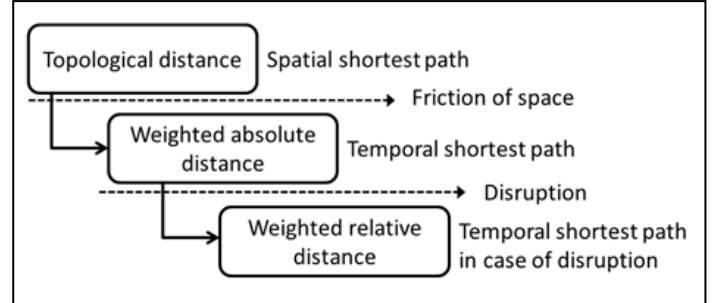 Topological distance Spatial shortest path
Friction of space
Weighted absolute
distance
Temporal shortest path
Disruption
Weighted relative
distance
Temporal shortest path
in case of disruption